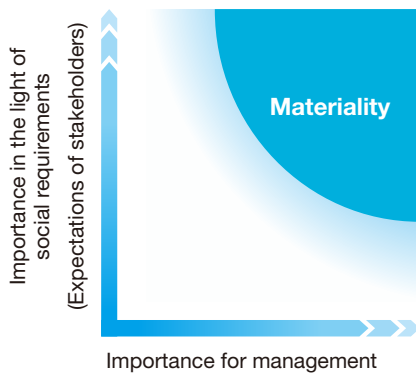 Importance in the light of
social requirements
(Expectations of stakeholders)
Materiality
Importance for management